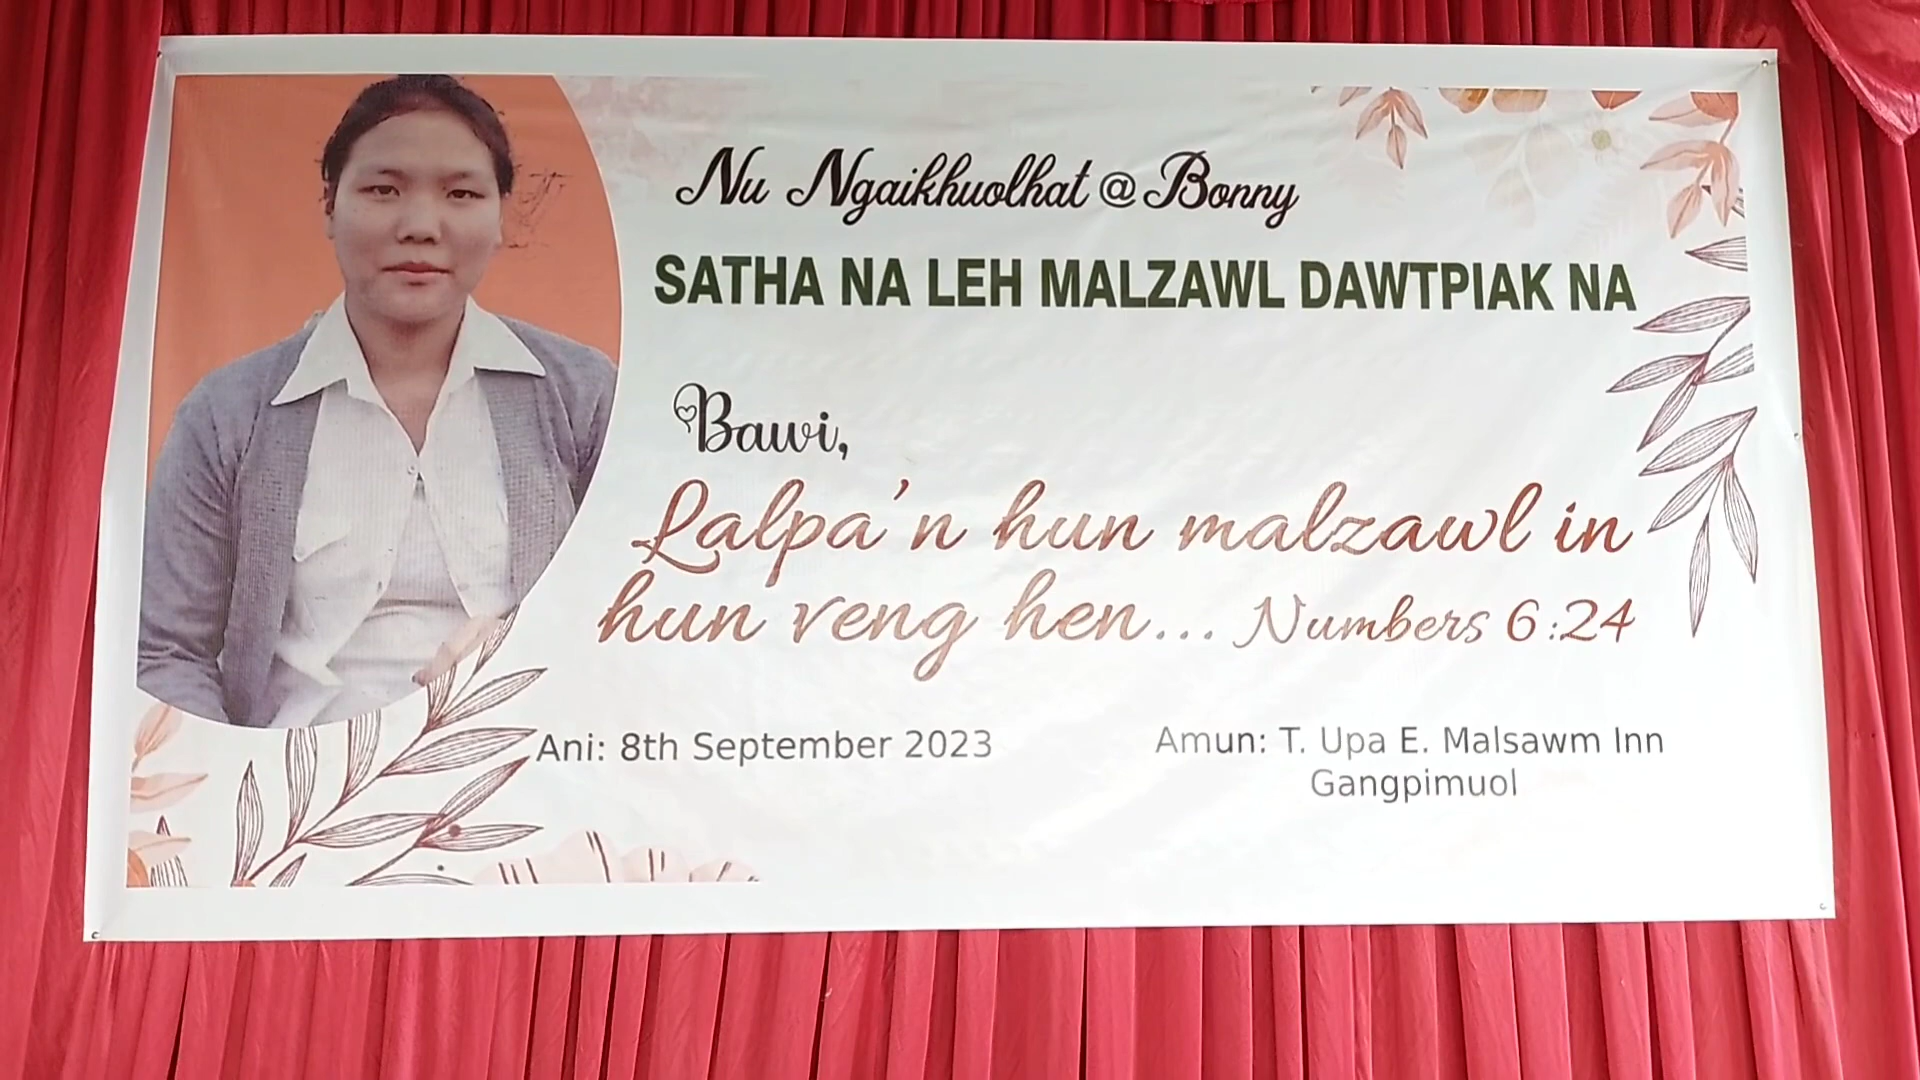 Nu Ngaikhuolhat @ Bonny
SATHA NA LEH MALZAWL DAWTPIAK NA
Bawi,
Lalpa'n hun malzawl in
hun veng hen... Numbers 6:24
Ani: 8th September 2023
Amun: T. Upa E. Malsawm Inn
Gangpimuol